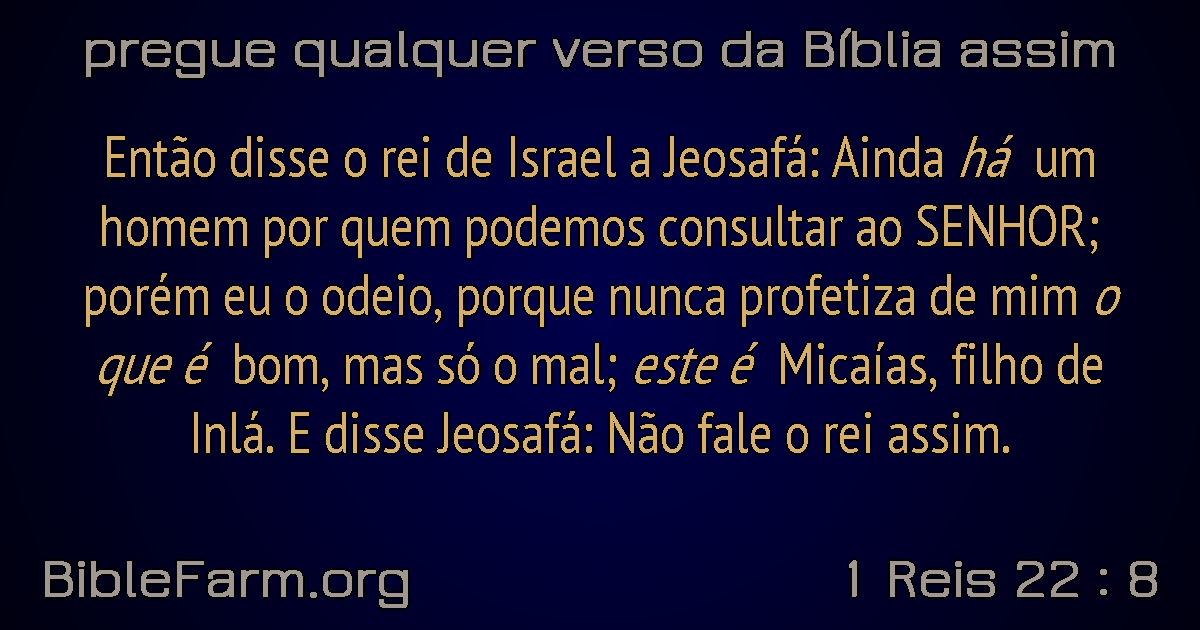 pregue qualquer verso da Bíblia assim
Então disse o rei de Israel a Jeosafá: Ainda há um
homem por quem podemos consultar ao SENHOR;
porém eu o odeio, porque nunca profetiza de mim o
que é bom, mas só o mal; este é Micaías, filho de
Inlá. E disse Jeosafá: Não fale o rei assim.
BibleFarm.org
1 Reis 22 : 8